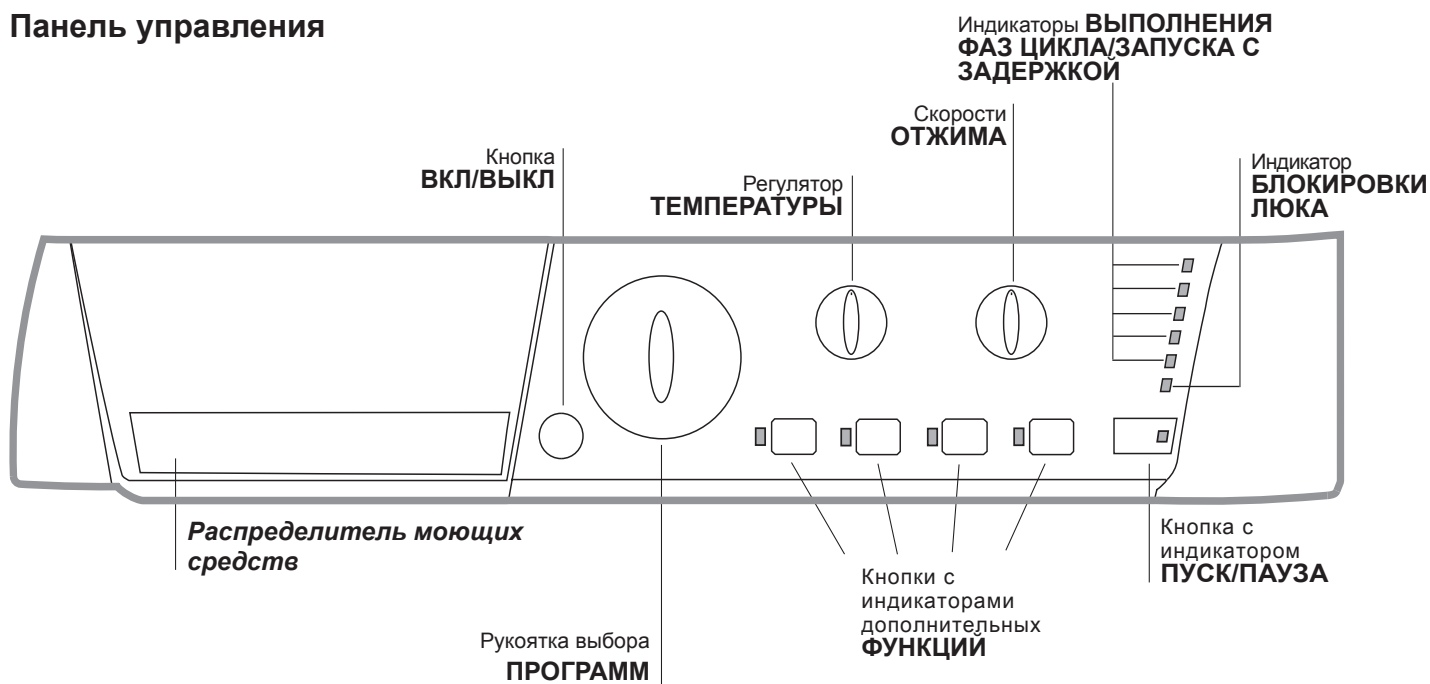 Панель управления
Индикаторы ВЫПОЛНЕНИЯ
ФАЗ ЦИКЛА/ЗАПУСКА С
ЗАДЕРЖКОЙ
Скорости
ОТЖИМА
Кнопка
ВКЛ/ВЫКЛ
Регулятор
ТЕМПЕРАТУРЫ
Индикатор
БЛОКИРОВКИ
ЛЮКА
Распределитель моющих
средств
Рукоятка выбора
ПРОГРАММ
Кнопки с
индикаторами
дополнительных
ФУНКЦИЙ
Кнопка с
индикатором
ПУСК/ПАУЗА